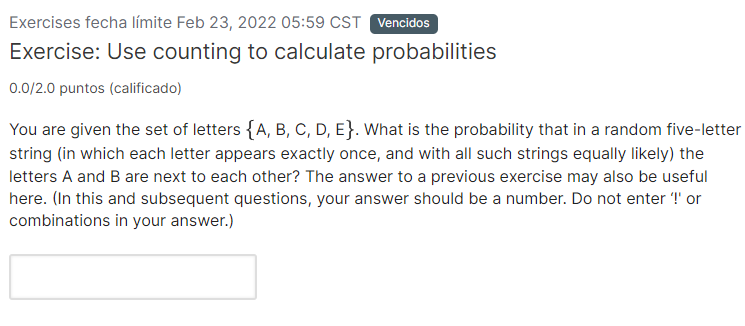 Exercises fecha límite Feb 23, 2022 05:59 CST Vencidos
Exercise: Use counting to calculate probabilities
0.0/2.0 puntos (calificado)
You are given the set of letters {A, B, C, D, E}. What is the probability that in a random five-letter
string (in which each letter appears exactly once, and with all such strings equally likely) the
letters A and B are next to each other? The answer to a previous exercise may also be useful
here. (In this and subsequent questions, your answer should be a number. Do not enter '!' or
combinations in your answer.)